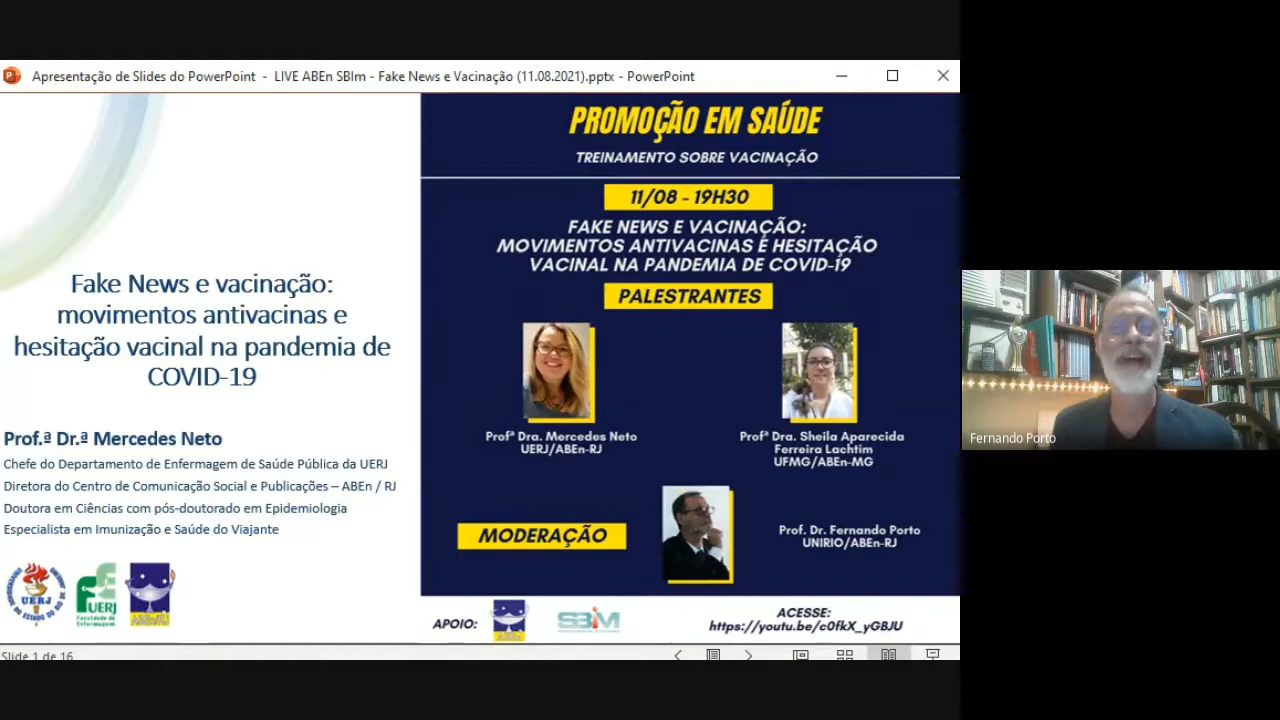 Apresentação de Slides do PowerPoint - LIVE ABEn SBIm - Fake News e Vacinação (11.08.2021).pptx - PowerPoint
Fake News e vacinação:
movimentos antivacinas e
hesitação vacinal na pandemia de
COVID-19
Prof.ª Dr.ª Mercedes Neto
Chefe do Departamento de Enfermagem de Saúde Pública da UERJ
Diretora do Centro de Comunicação Social e Publicações – ABEn / RJ
Doutora em Ciências com pós-doutorado em Epidemiologia
Especialista em Imunização e Saúde do Viajante
UERJ
UERJ
Faculdade de
Enfermagem
PROMOÇÃO EM SAÚDE
TREINAMENTO SOBRE VACINAÇÃO
11/08 - 19H30
FAKE NEWS E VACINAÇÃO:
MOVIMENTOS ANTIVACINAS E HESITAÇÃO
VACINAL NA PANDEMIA DE COVID-19
PALESTRANTES
Profª Dra. Mercedes Neto
UERJ/ABEn-RJ
Profª Dra. Sheila Aparecida
Ferreira Lachtim
UFMG/ABEn-MG
MODERAÇÃO
Prof. Dr. Fernando Porto
UNIRIO/ABEn-RJ
APOIO:
ABEn
SBIM
ACESSE:
https://youtu.be/c0fkX_yGBJU
Slide 1 de 16
Fernando Porto